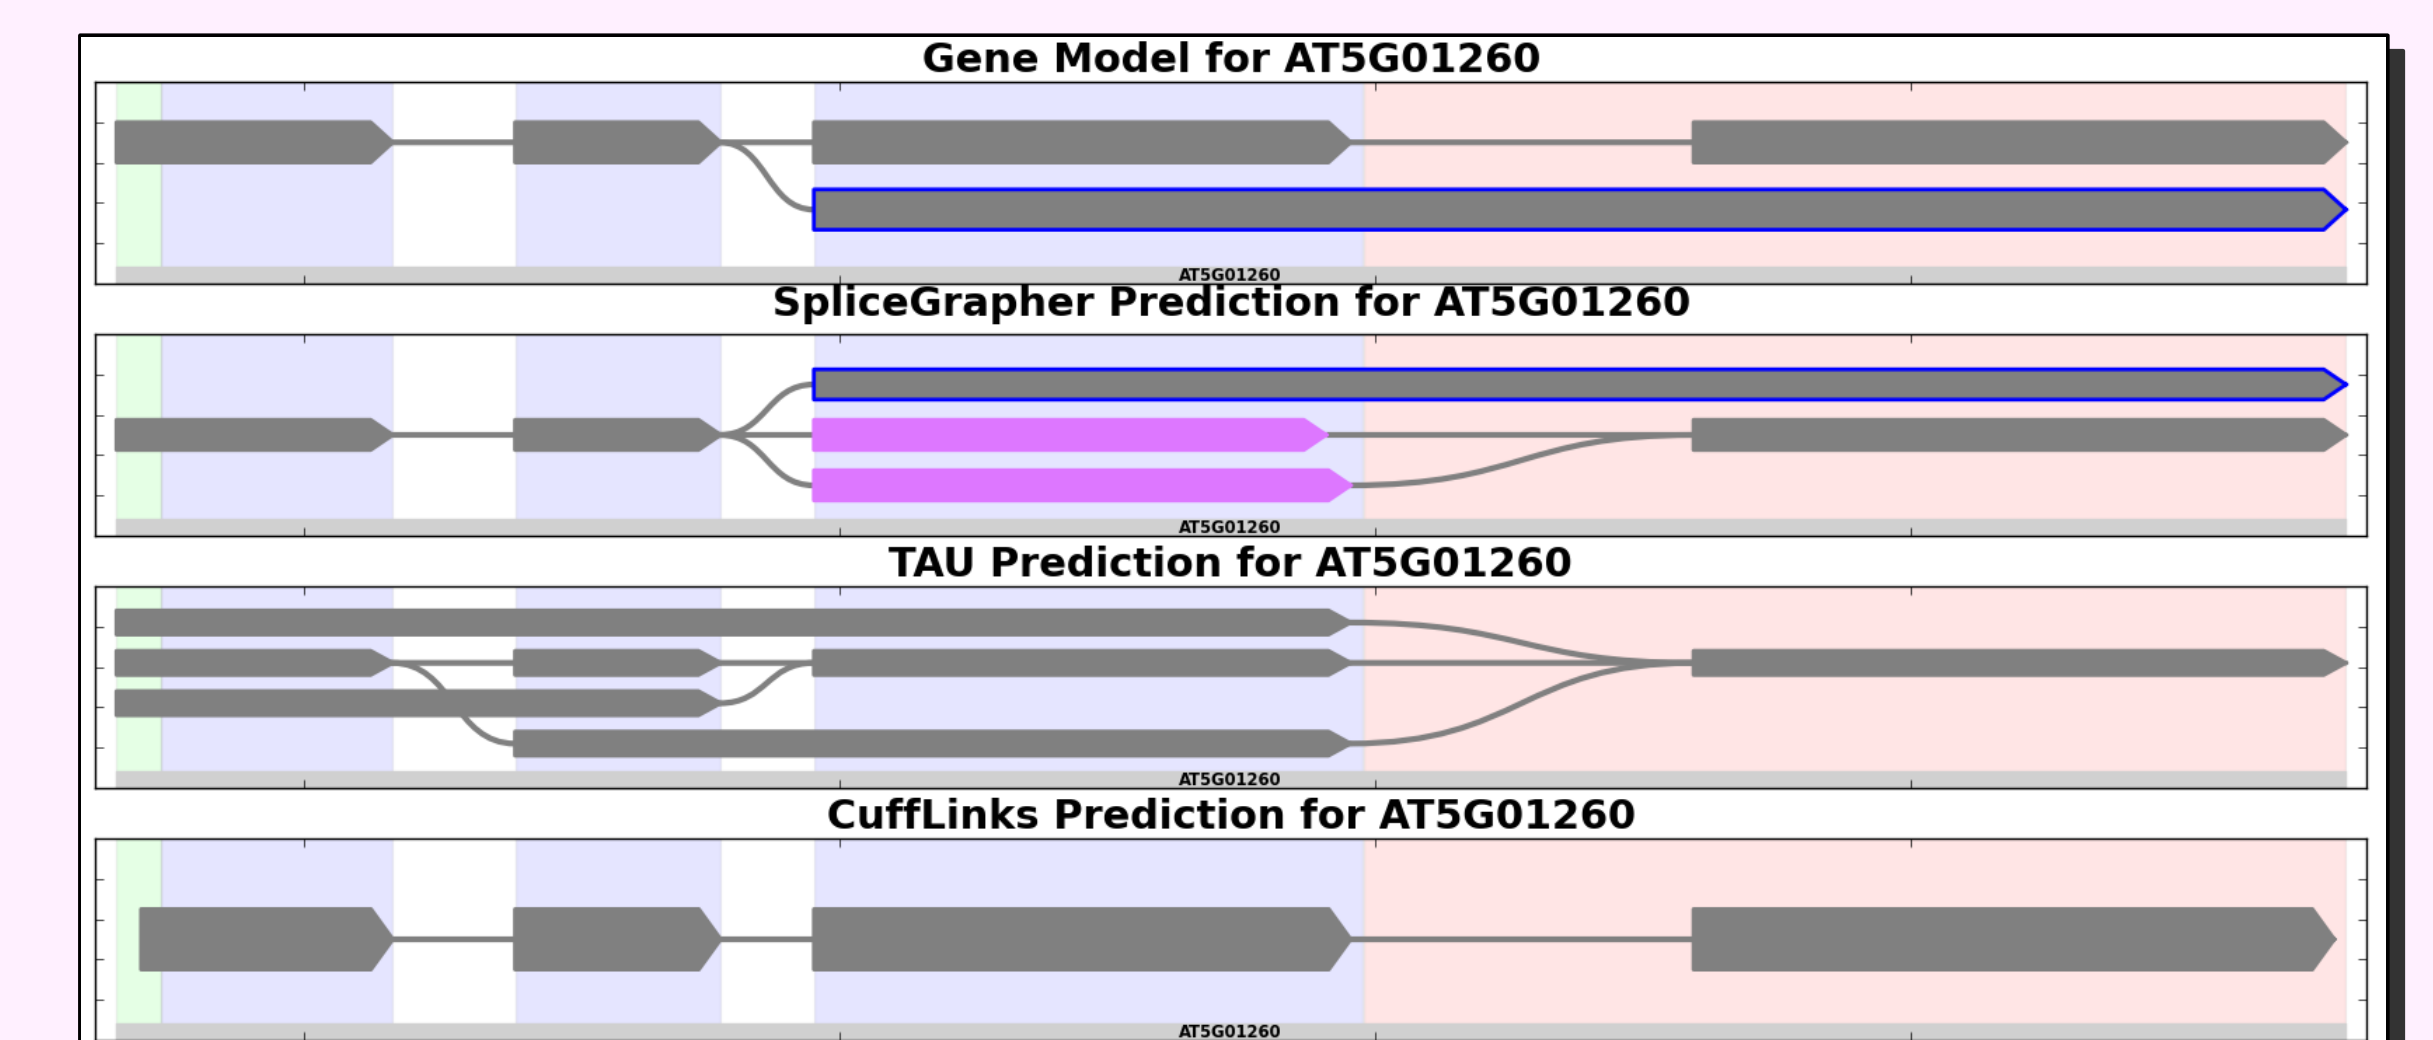 Gene Model for AT5G01260
AT5G01260
SpliceGrapher Prediction for AT5G01260
AT5G01260
TAU Prediction for AT5G01260
AT5G01260
CuffLinks Prediction for AT5G01260
AT5G01260